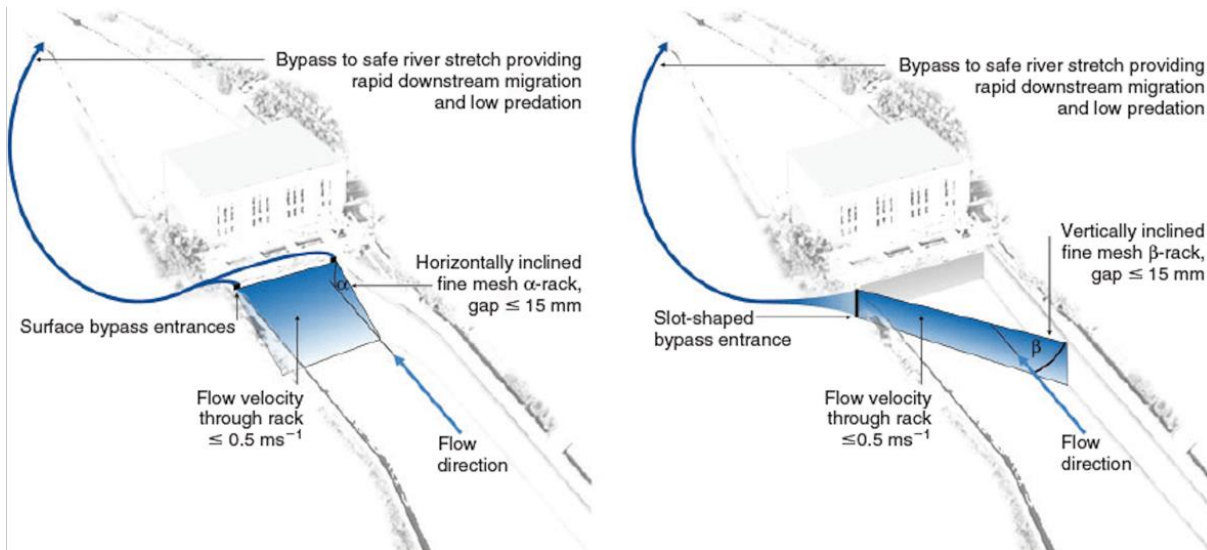 Bypass to safe river stretch providing
rapid downstream migration
and low predation
α
Horizontally inclined
fine mesh α-rack,
gap ≤ 15 mm
Surface bypass entrances
Flow velocity
through rack
≤ 0.5 ms⁻¹
Flow
direction
Bypass to safe river stretch providing
rapid downstream migration
and low predation
Vertically inclined
fine mesh β-rack,
gap ≤ 15 mm
Slot-shaped
bypass entrance
β
Flow velocity
through rack
≤0.5 ms⁻¹
Flow
direction